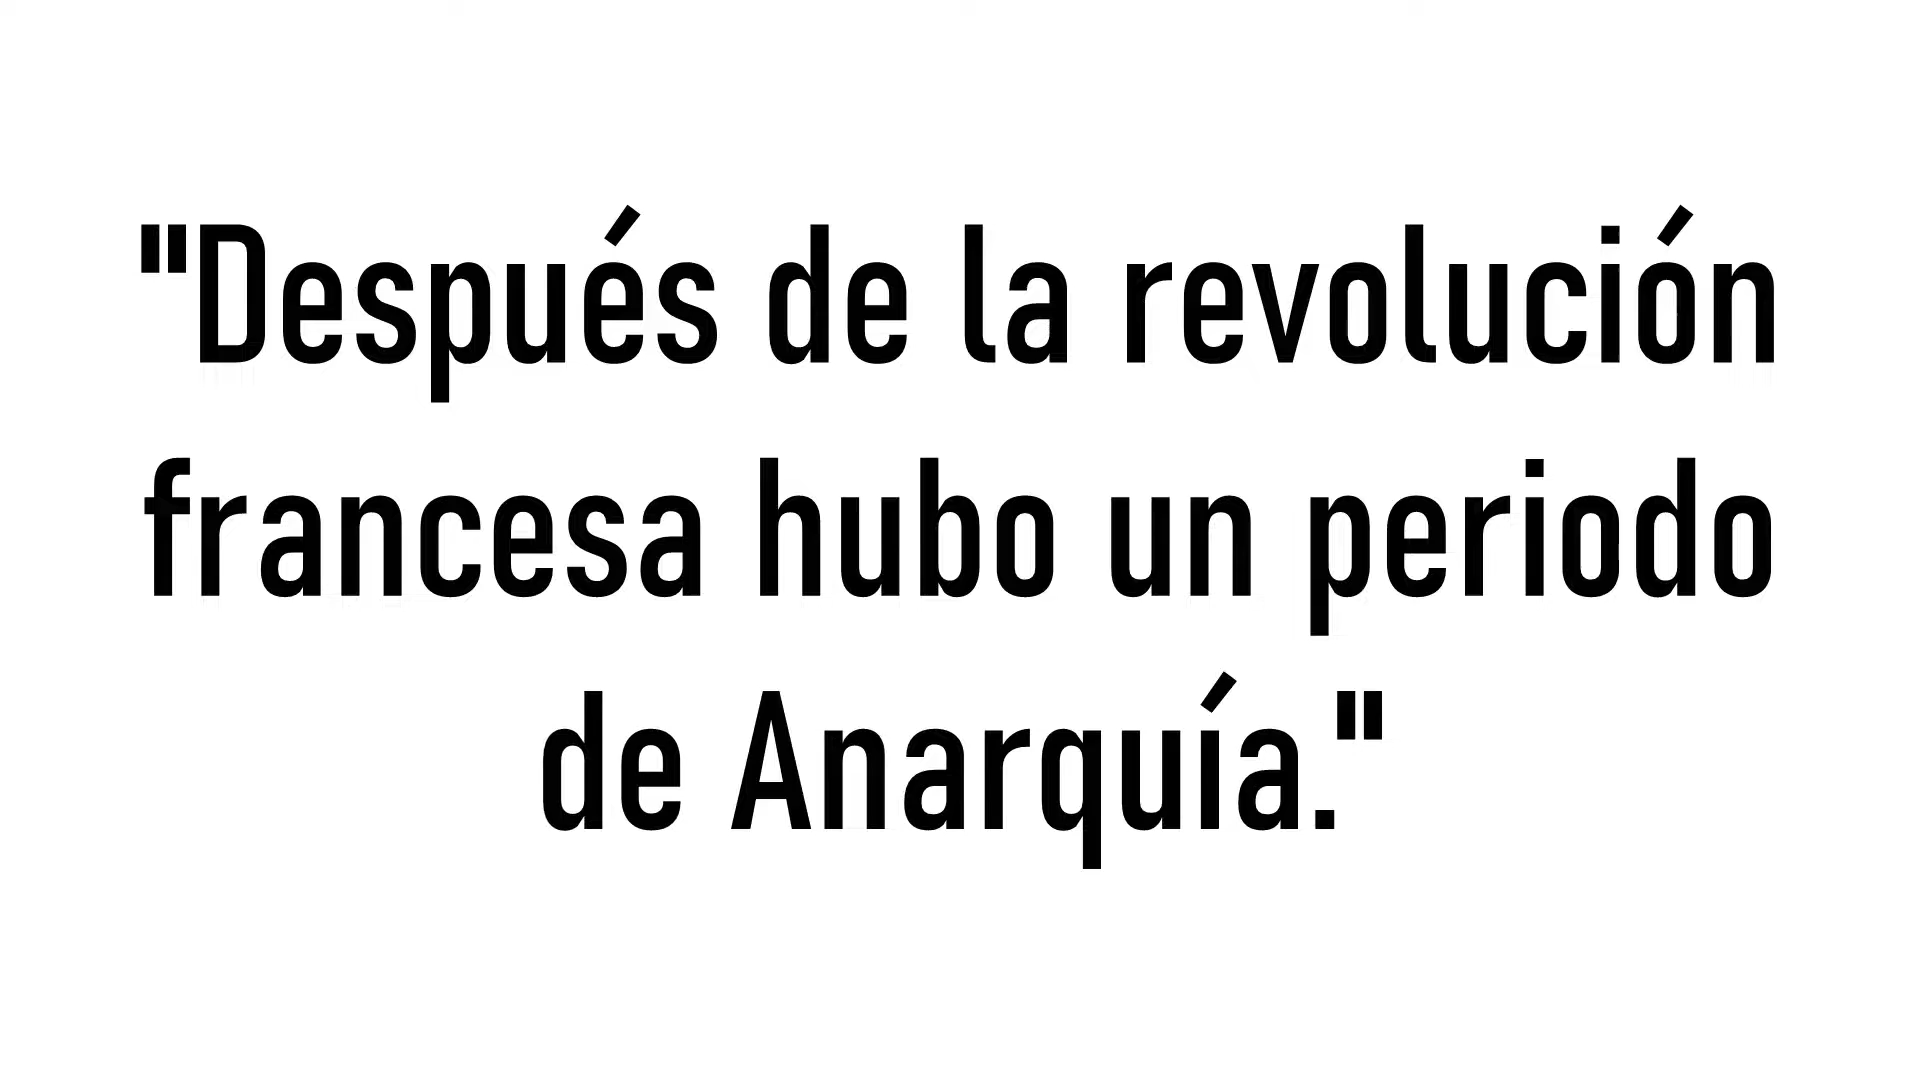 "Después de la revolución
francesa hubo un periodo
de Anarquía."